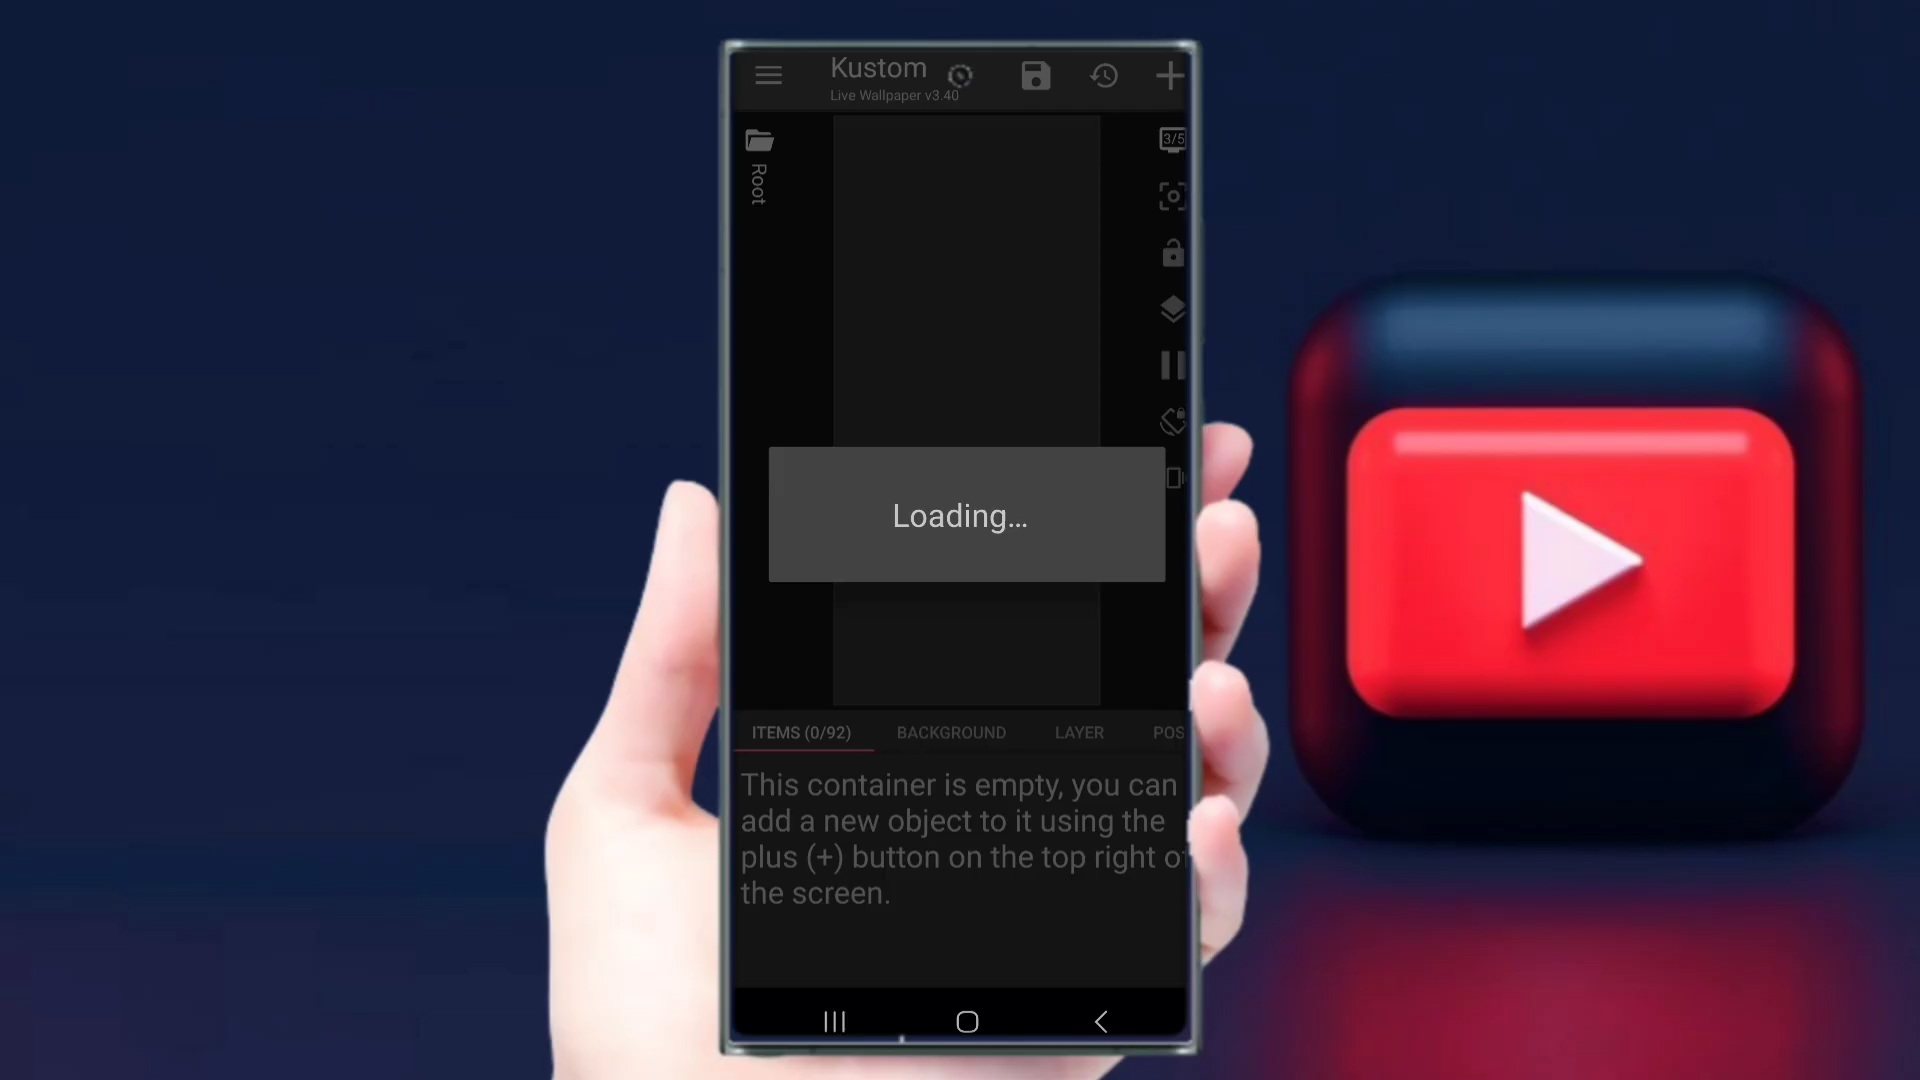 Kustom
Live Wallpaper v3.40
3/5
Root
Loading...
ITEMS (0/92)
BACKGROUND
LAYER
POS
This container is empty, you can
add a new object to it using the
plus (+) button on the top right of
the screen.